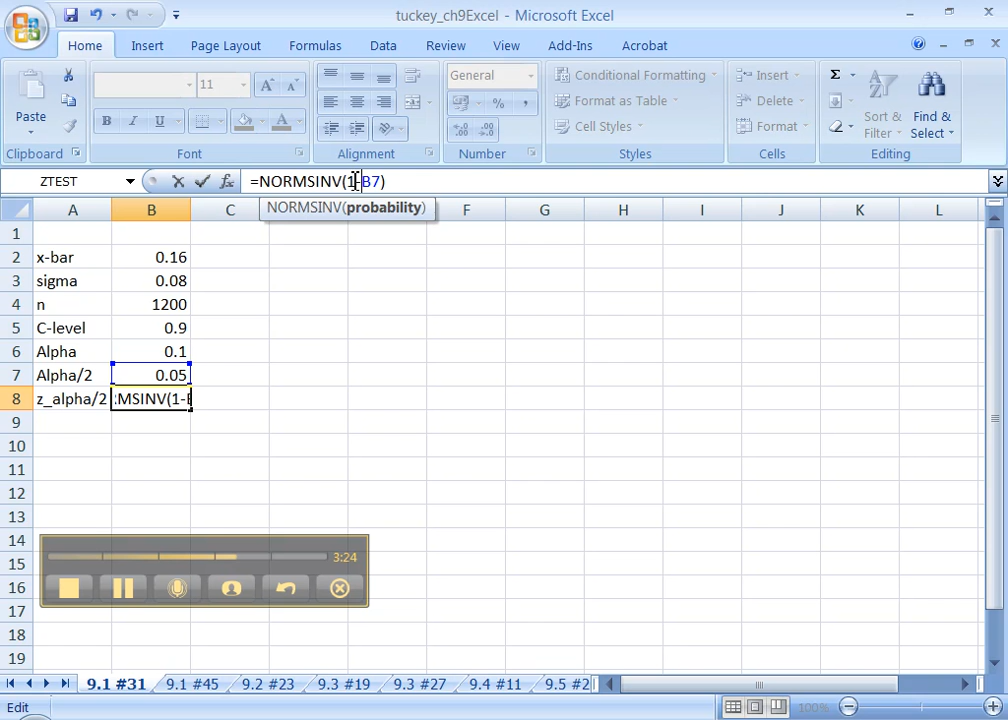 tuckey_ch9Excel - Microsoft Excel
Home Insert Page Layout Formulas Data Review View Add-Ins Acrobat
Paste
11
General
Conditional Formatting
Format as Table
Cell Styles
Insert
Delete
Format
Sort & Filter
Find & Select
Clipboard Font Alignment Number Styles Cells Editing
ZTEST =NORMSINV(1-B7)
NORMSINV(probability)
A B C F G H I J K L
1
2 x-bar 0.16
3 sigma 0.08
4 n 1200
5 C-level 0.9
6 Alpha 0.1
7 Alpha/2 0.05
8 z_alpha/2 MSINV(1-B
9
10
11
12
13
14
3:24
15
16
17
18
19
9.1 #31 9.1 #45 9.2 #23 9.3 #19 9.3 #27 9.4 #11 9.5 #2
Edit 100%